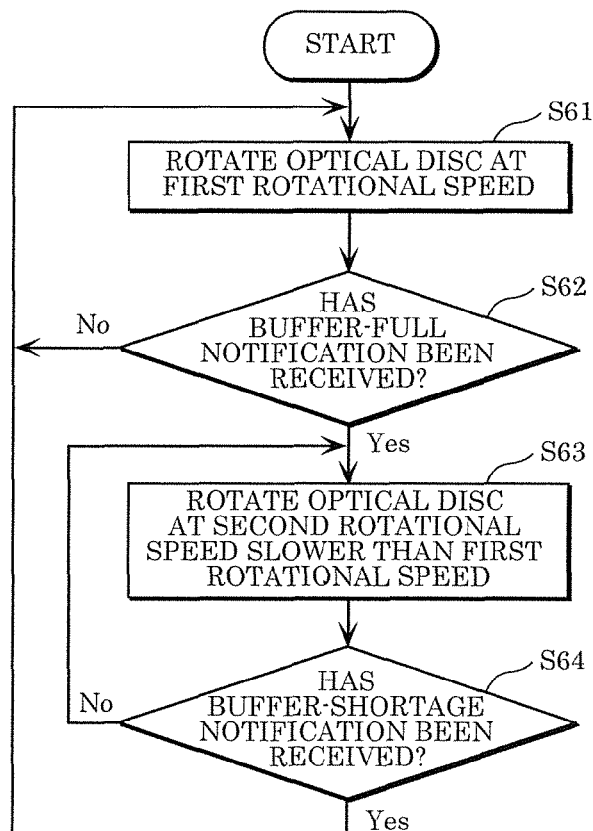 START
S61
ROTATE OPTICAL DISC AT
FIRST ROTATIONAL SPEED
S62
HAS
BUFFER-FULL
NOTIFICATION BEEN
RECEIVED?
No
Yes
S63
ROTATE OPTICAL DISC
AT SECOND ROTATIONAL
SPEED SLOWER THAN FIRST
ROTATIONAL SPEED
S64
HAS
BUFFER-SHORTAGE
NOTIFICATION BEEN
RECEIVED?
No
Yes